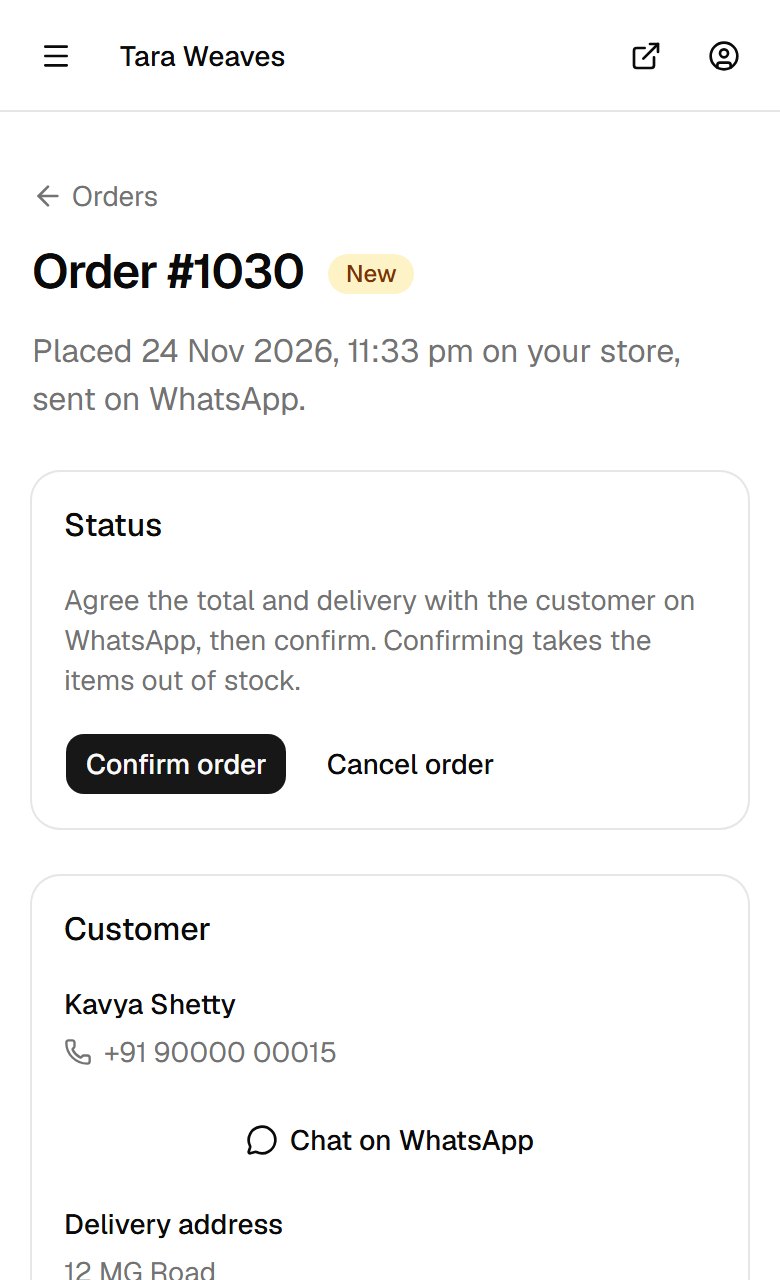 Tara Weaves
Orders
Order #1030
New
Placed 24 Nov 2026, 11:33 pm on your store,
sent on WhatsApp.
Status
Agree the total and delivery with the customer on
WhatsApp, then confirm. Confirming takes the
items out of stock.
Confirm order
Cancel order
Customer
Kavya Shetty
+91 90000 00015
Chat on WhatsApp
Delivery address
12 MG Road